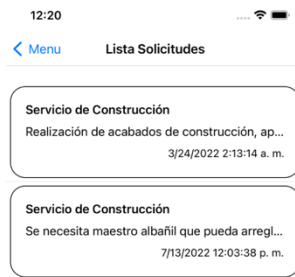 12:20
Menu
Lista Solicitudes
Servicio de Construcción
Realización de acabados de construcción, ap...
3/24/2022 2:13:14 a. m.
Servicio de Construcción
Se necesita maestro albañil que pueda arregl...
7/13/2022 12:03:38 p. m.